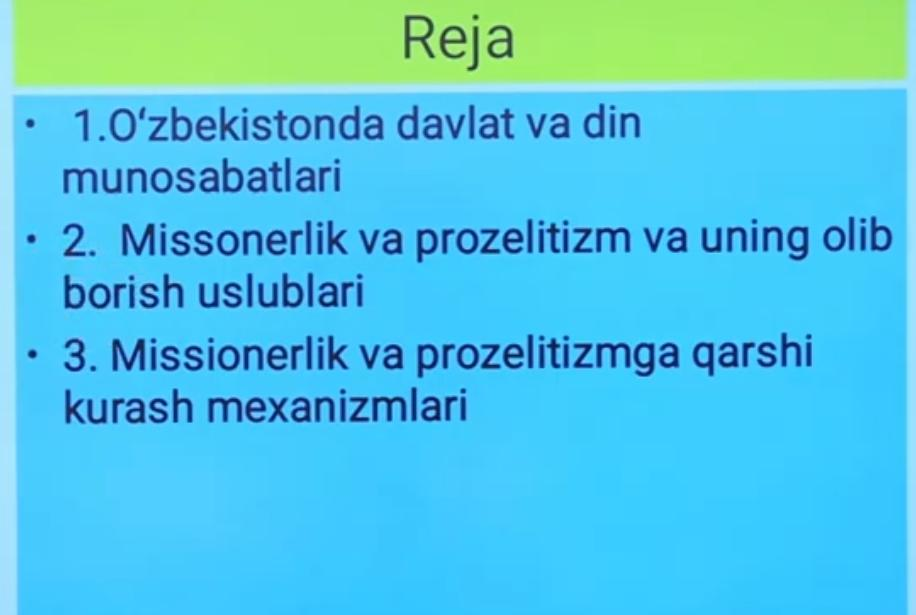 Reja
• 1.Oʻzbekistonda davlat va din
munosabatlari
• 2. Missonerlik va prozelitizm va uning olib
borish uslublari
• 3. Missionerlik va prozelitizmga qarshi
kurash mexanizmlari